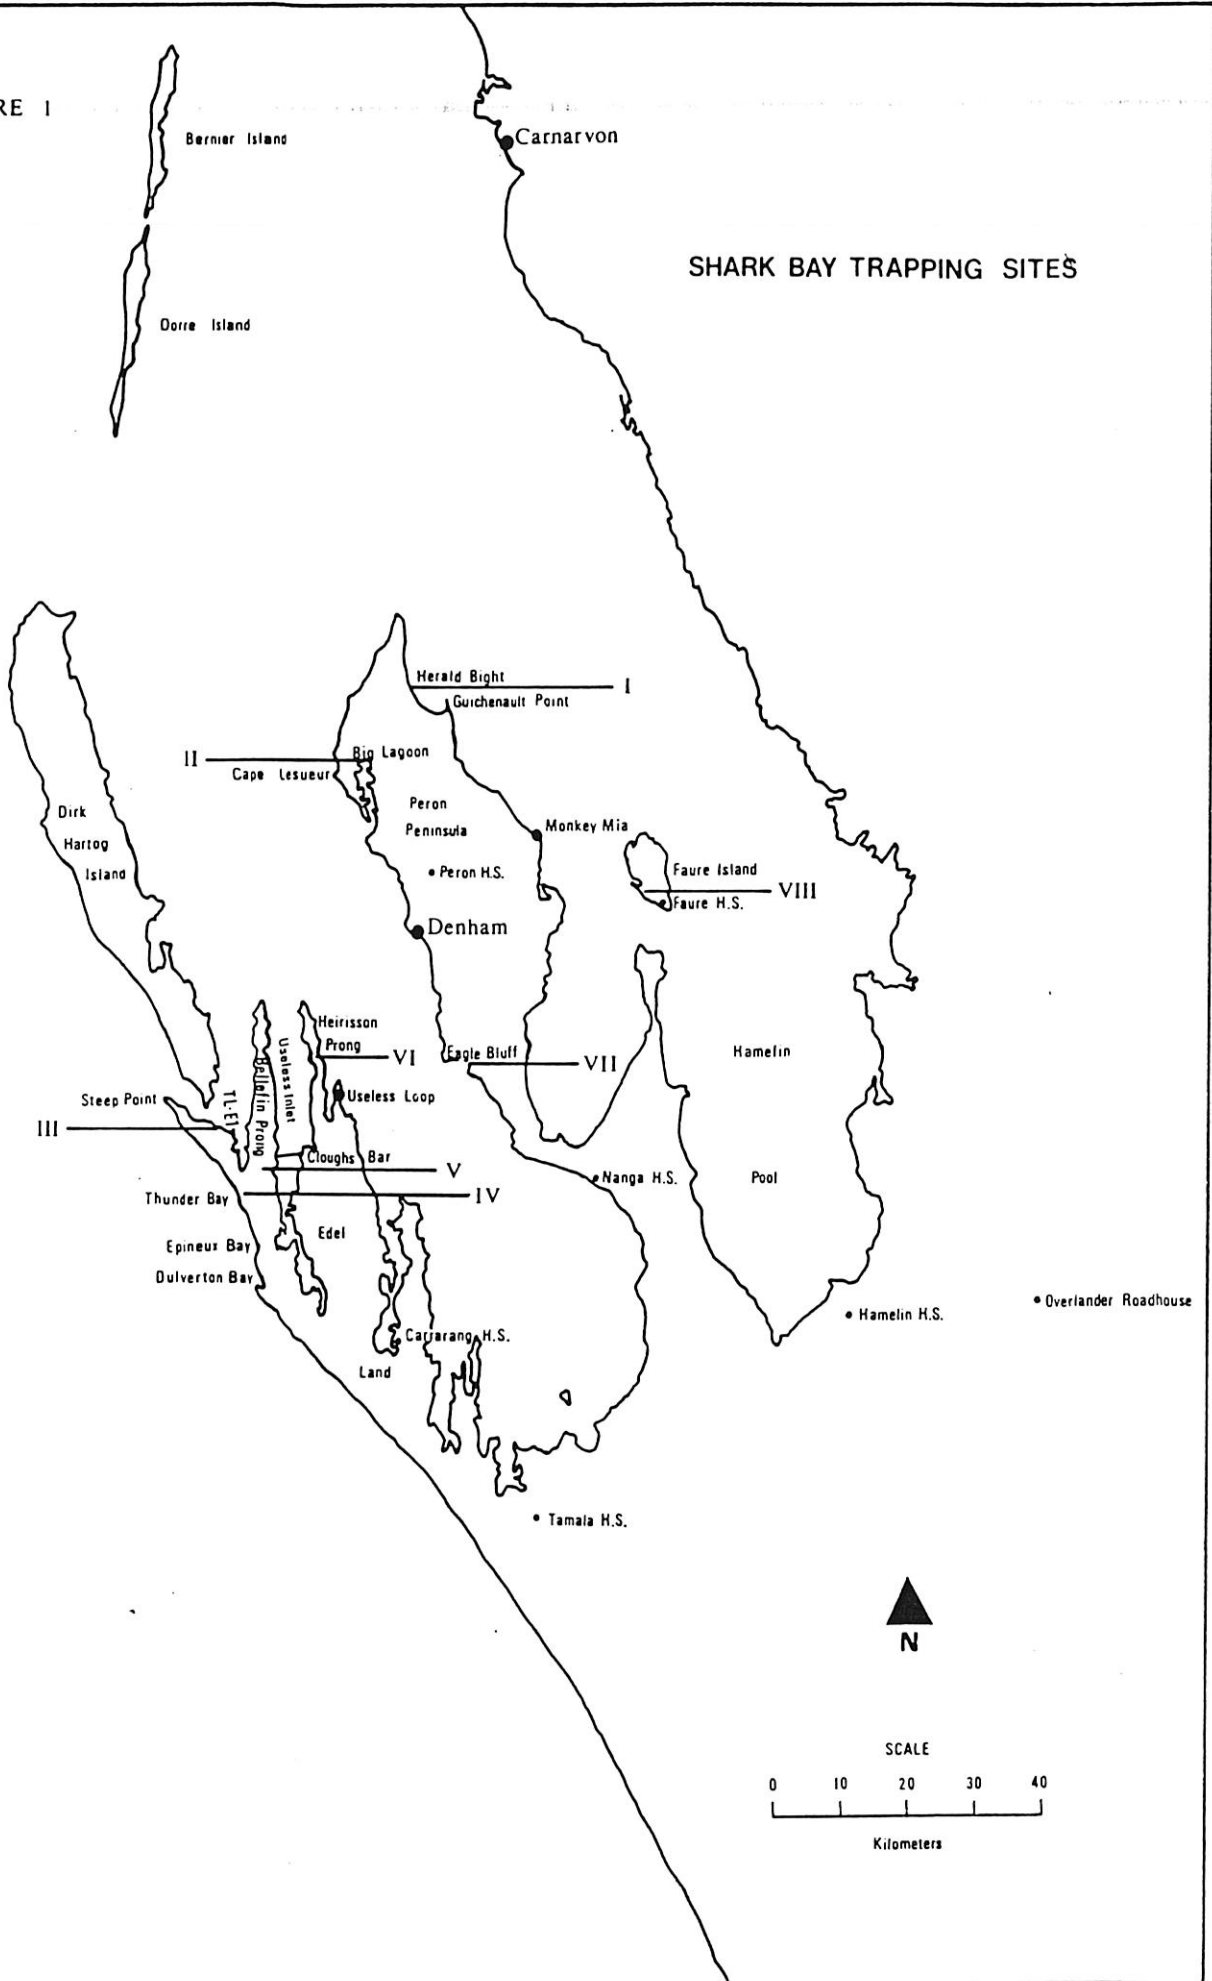 RE 1
Bernier Island
Carnarvon
SHARK BAY TRAPPING SITES
Dorre Island
Herald Bight
I
Guichenault Point
Big Lagoon
II
Cape Lesueur
Peron
Peninsula
Dirk
Hartog
Island
Monkey Mia
Peron H.S.
Faure Island
VIII
Faure H.S.
Denham
Heirisson
Prong
VI
Eagle Bluff
VII
Hamelin
Pool
Useless Inlet
Bellefin Prong
TL-E1
Steep Point
III
Useless Loop
Cloughs Bar
V
Nanga H.S.
Thunder Bay
IV
Edel
Land
Epineux Bay
Dulverton Bay
Carrarang H.S.
Hamelin H.S.
Overlander Roadhouse
Tamala H.S.
N
SCALE
0 10 20 30 40
Kilometers